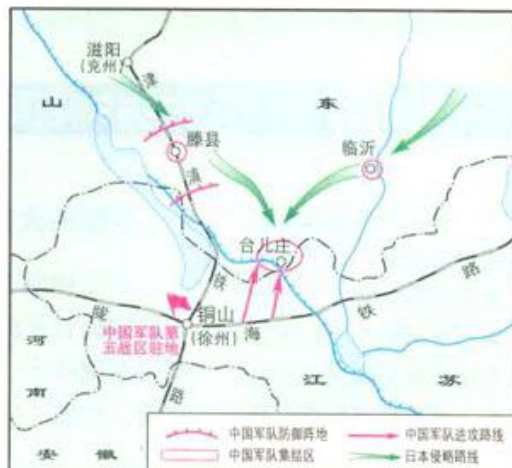 滋阳
(兖州)
津
山
东
滕县
临沂
浦
台儿庄
铁
路
铁
陇
铜山
(徐州)
海
中国军队第
五战区驻地
河
南
江
苏
路
安
徽
中国军队防御阵地
中国军队进攻路线
中国军队集结区
日本侵略路线